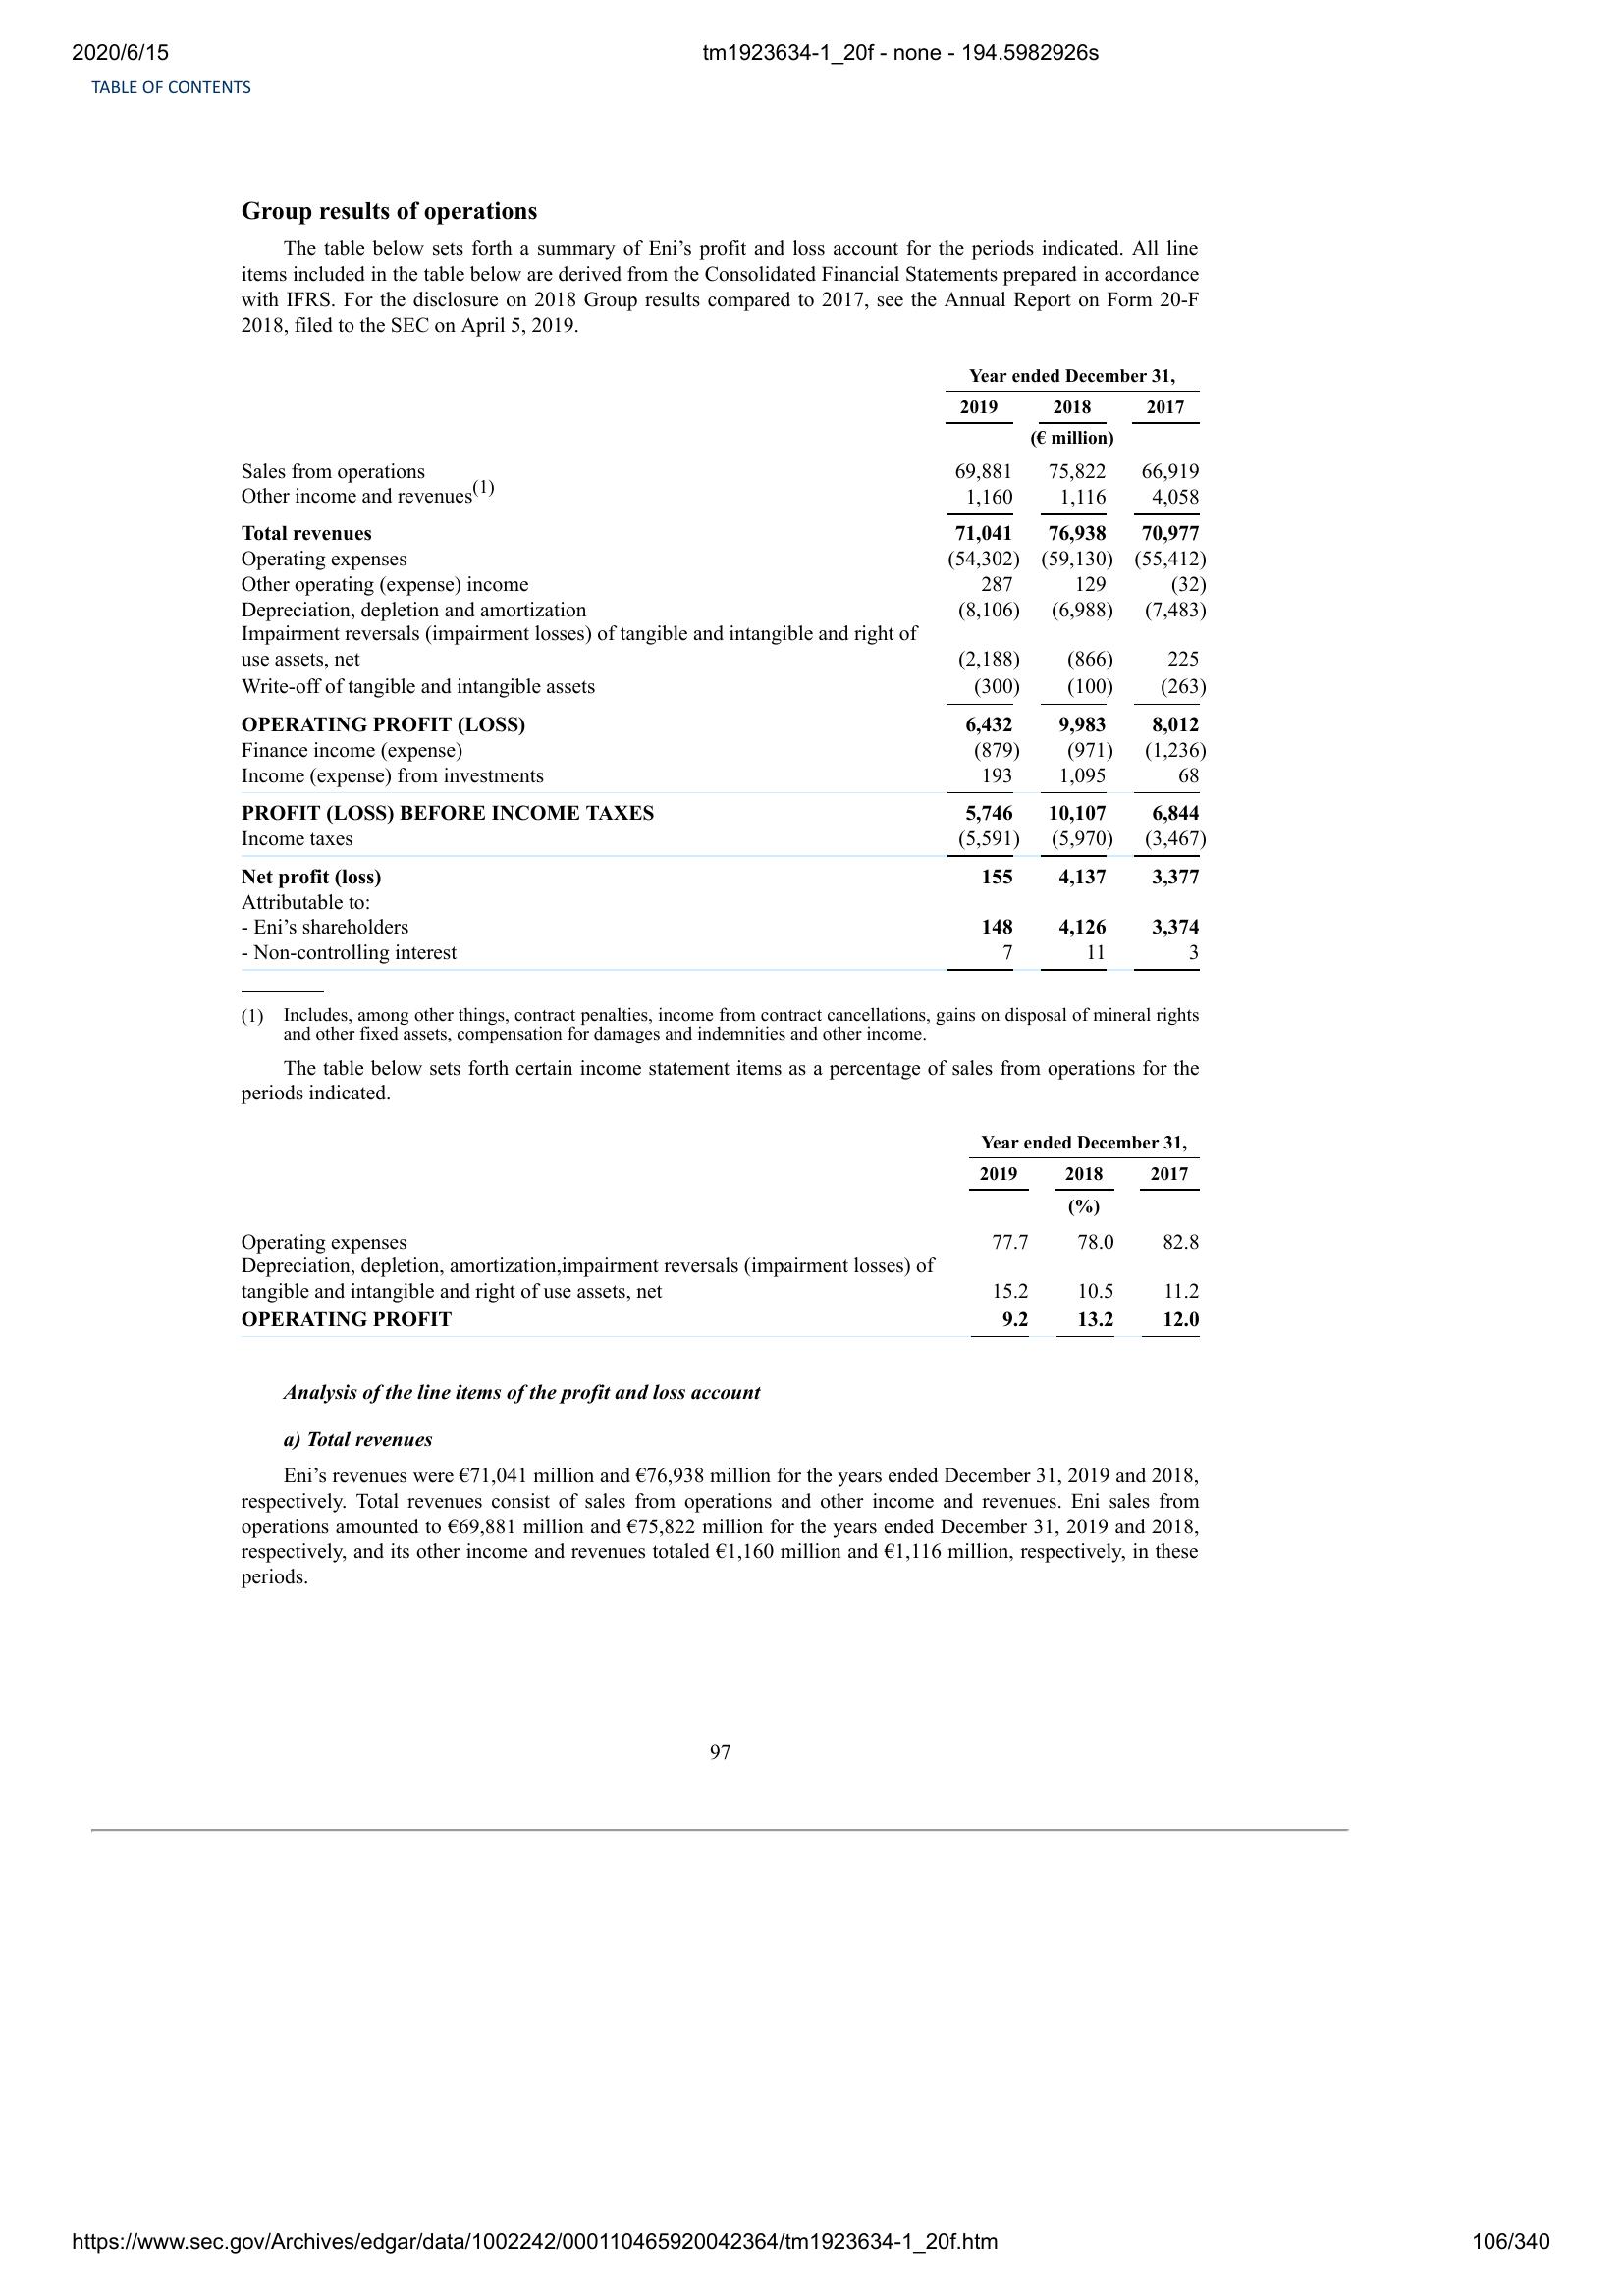 2020/6/15 tm1923634-1_20f - none - 194.5982926s
TABLE OF CONTENTS
Group results of operations
The table below sets forth a summary of Eni’s profit and loss account for the periods indicated. All line
items included in the table below are derived from the Consolidated Financial Statements prepared in accordance
with IFRS. For the disclosure on 2018 Group results compared to 2017, see the Annual Report on Form 20-F
2018, filed to the SEC on April 5, 2019.
Year ended December 31,
2019 2018 2017
(€ million)
Sales from operations 69,881 75,822 66,919
Other income and revenues(1) 1,160 1,116 4,058
Total revenues 71,041 76,938 70,977
Operating expenses (54,302) (59,130) (55,412)
Other operating (expense) income 287 129 (32)
Depreciation, depletion and amortization (8,106) (6,988) (7,483)
Impairment reversals (impairment losses) of tangible and intangible and right of
use assets, net (2,188) (866) 225
Write-off of tangible and intangible assets (300) (100) (263)
OPERATING PROFIT (LOSS) 6,432 9,983 8,012
Finance income (expense) (879) (971) (1,236)
Income (expense) from investments 193 1,095 68
PROFIT (LOSS) BEFORE INCOME TAXES 5,746 10,107 6,844
Income taxes (5,591) (5,970) (3,467)
Net profit (loss) 155 4,137 3,377
Attributable to:
- Eni’s shareholders 148 4,126 3,374
- Non-controlling interest 7 11 3
(1) Includes, among other things, contract penalties, income from contract cancellations, gains on disposal of mineral rights
and other fixed assets, compensation for damages and indemnities and other income.
The table below sets forth certain income statement items as a percentage of sales from operations for the
periods indicated.
Year ended December 31,
2019 2018 2017
(%)
Operating expenses 77.7 78.0 82.8
Depreciation, depletion, amortization,impairment reversals (impairment losses) of
tangible and intangible and right of use assets, net 15.2 10.5 11.2
OPERATING PROFIT 9.2 13.2 12.0
Analysis of the line items of the profit and loss account
a) Total revenues
Eni’s revenues were €71,041 million and €76,938 million for the years ended December 31, 2019 and 2018,
respectively. Total revenues consist of sales from operations and other income and revenues. Eni sales from
operations amounted to €69,881 million and €75,822 million for the years ended December 31, 2019 and 2018,
respectively, and its other income and revenues totaled €1,160 million and €1,116 million, respectively, in these
periods.
97
https://www.sec.gov/Archives/edgar/data/1002242/000110465920042364/tm1923634-1_20f.htm 106/340